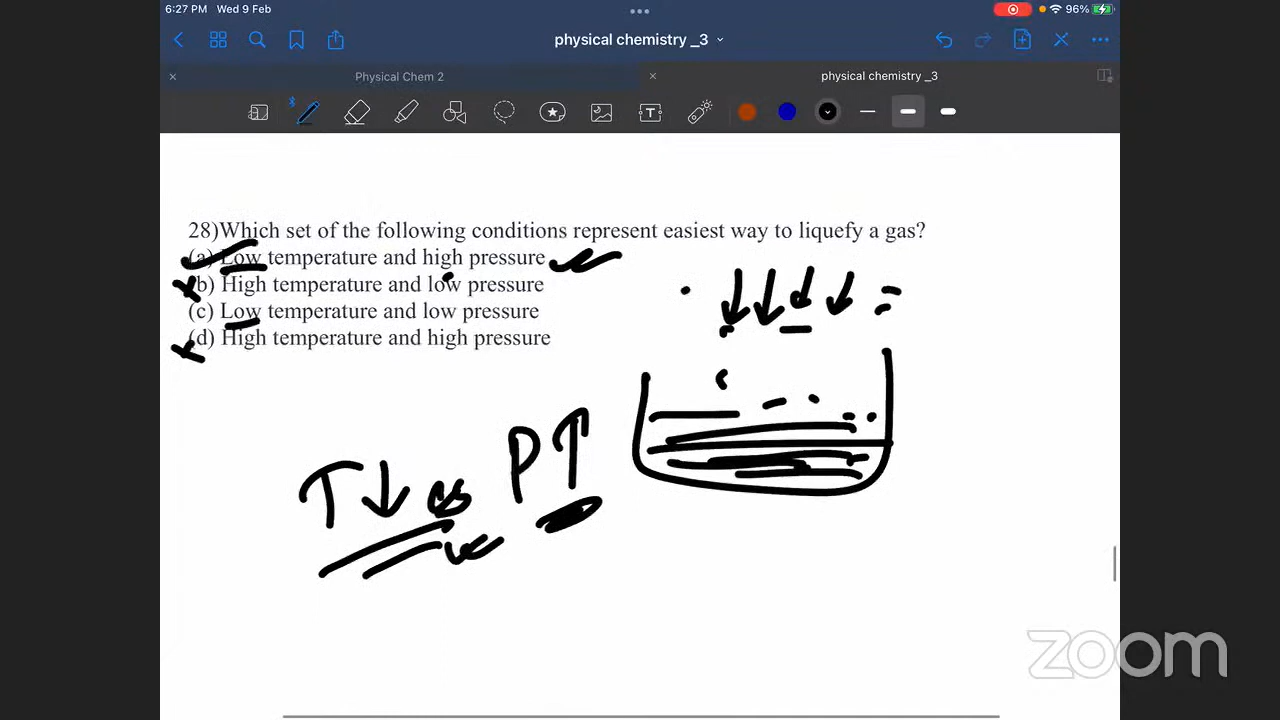 6:27 PM Wed 9 Feb
96%
physical chemistry _3
Physical Chem 2
physical chemistry _3
28)Which set of the following conditions represent easiest way to liquefy a gas?
(a) Low temperature and high pressure
(b) High temperature and low pressure
(c) Low temperature and low pressure
(d) High temperature and high pressure
T↓ P↑
zoom